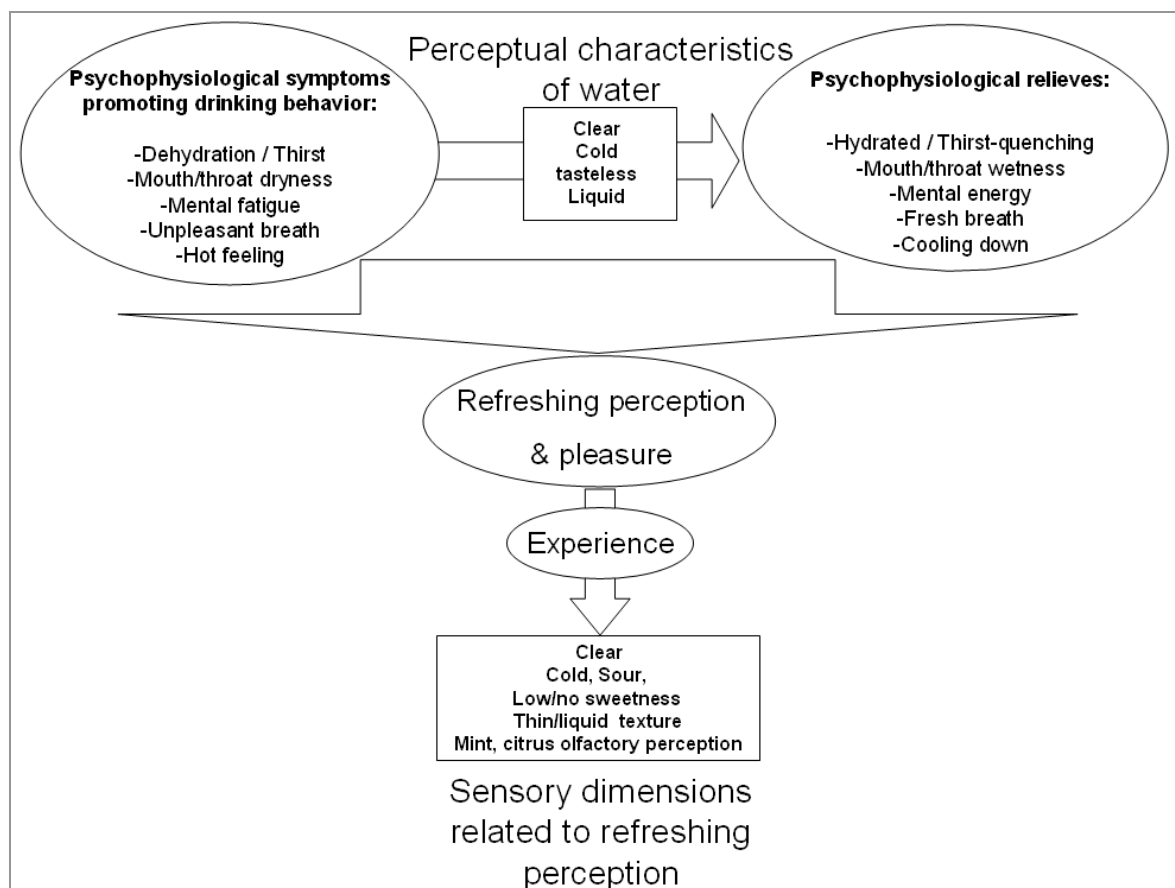 Psychophysiological symptoms
promoting drinking behavior:
-Dehydration / Thirst
-Mouth/throat dryness
-Mental fatigue
-Unpleasant breath
-Hot feeling
Perceptual characteristics
of water
Clear
Cold
tasteless
Liquid
Psychophysiological relieves:
-Hydrated / Thirst-quenching
-Mouth/throat wetness
-Mental energy
-Fresh breath
-Cooling down
Refreshing perception
& pleasure
Experience
Clear
Cold, Sour,
Low/no sweetness
Thin/liquid texture
Mint, citrus olfactory perception
Sensory dimensions
related to refreshing
perception